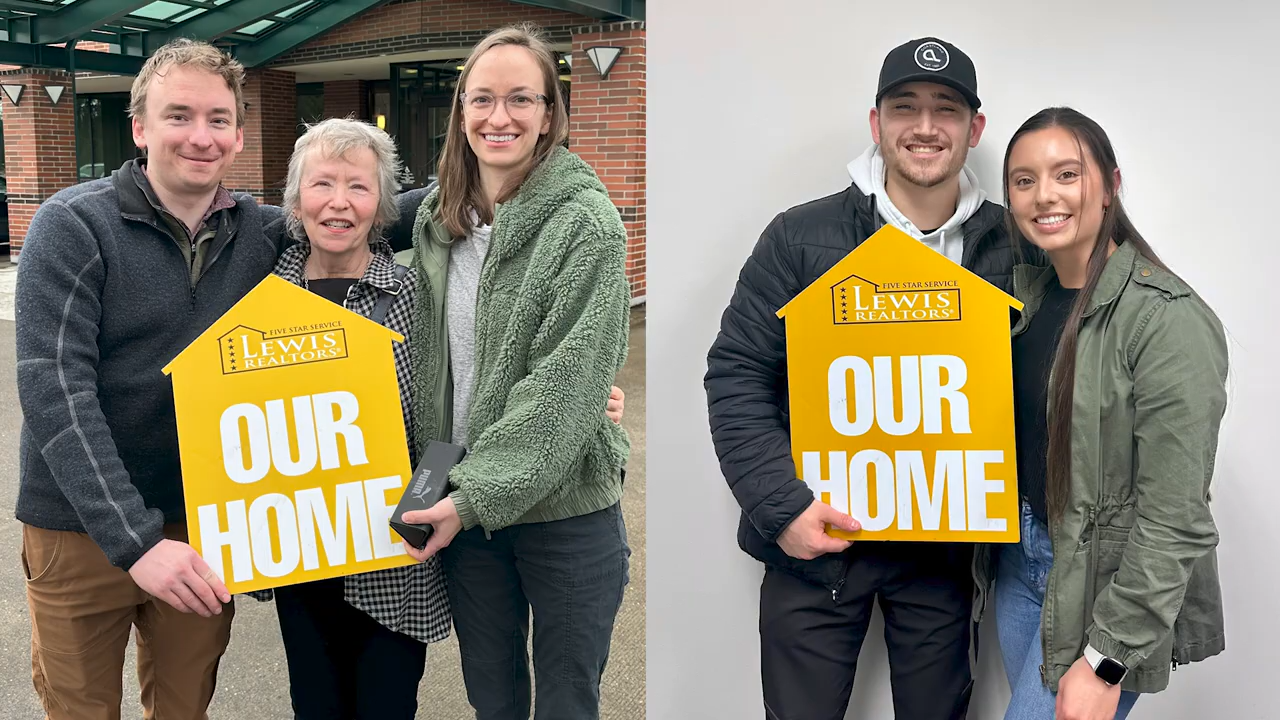 FIVE STAR SERVICE
LEWIS
REALTORS®
OUR
HOME
PUMA
FIVE STAR SERVICE
LEWIS
REALTORS®
OUR
HOME